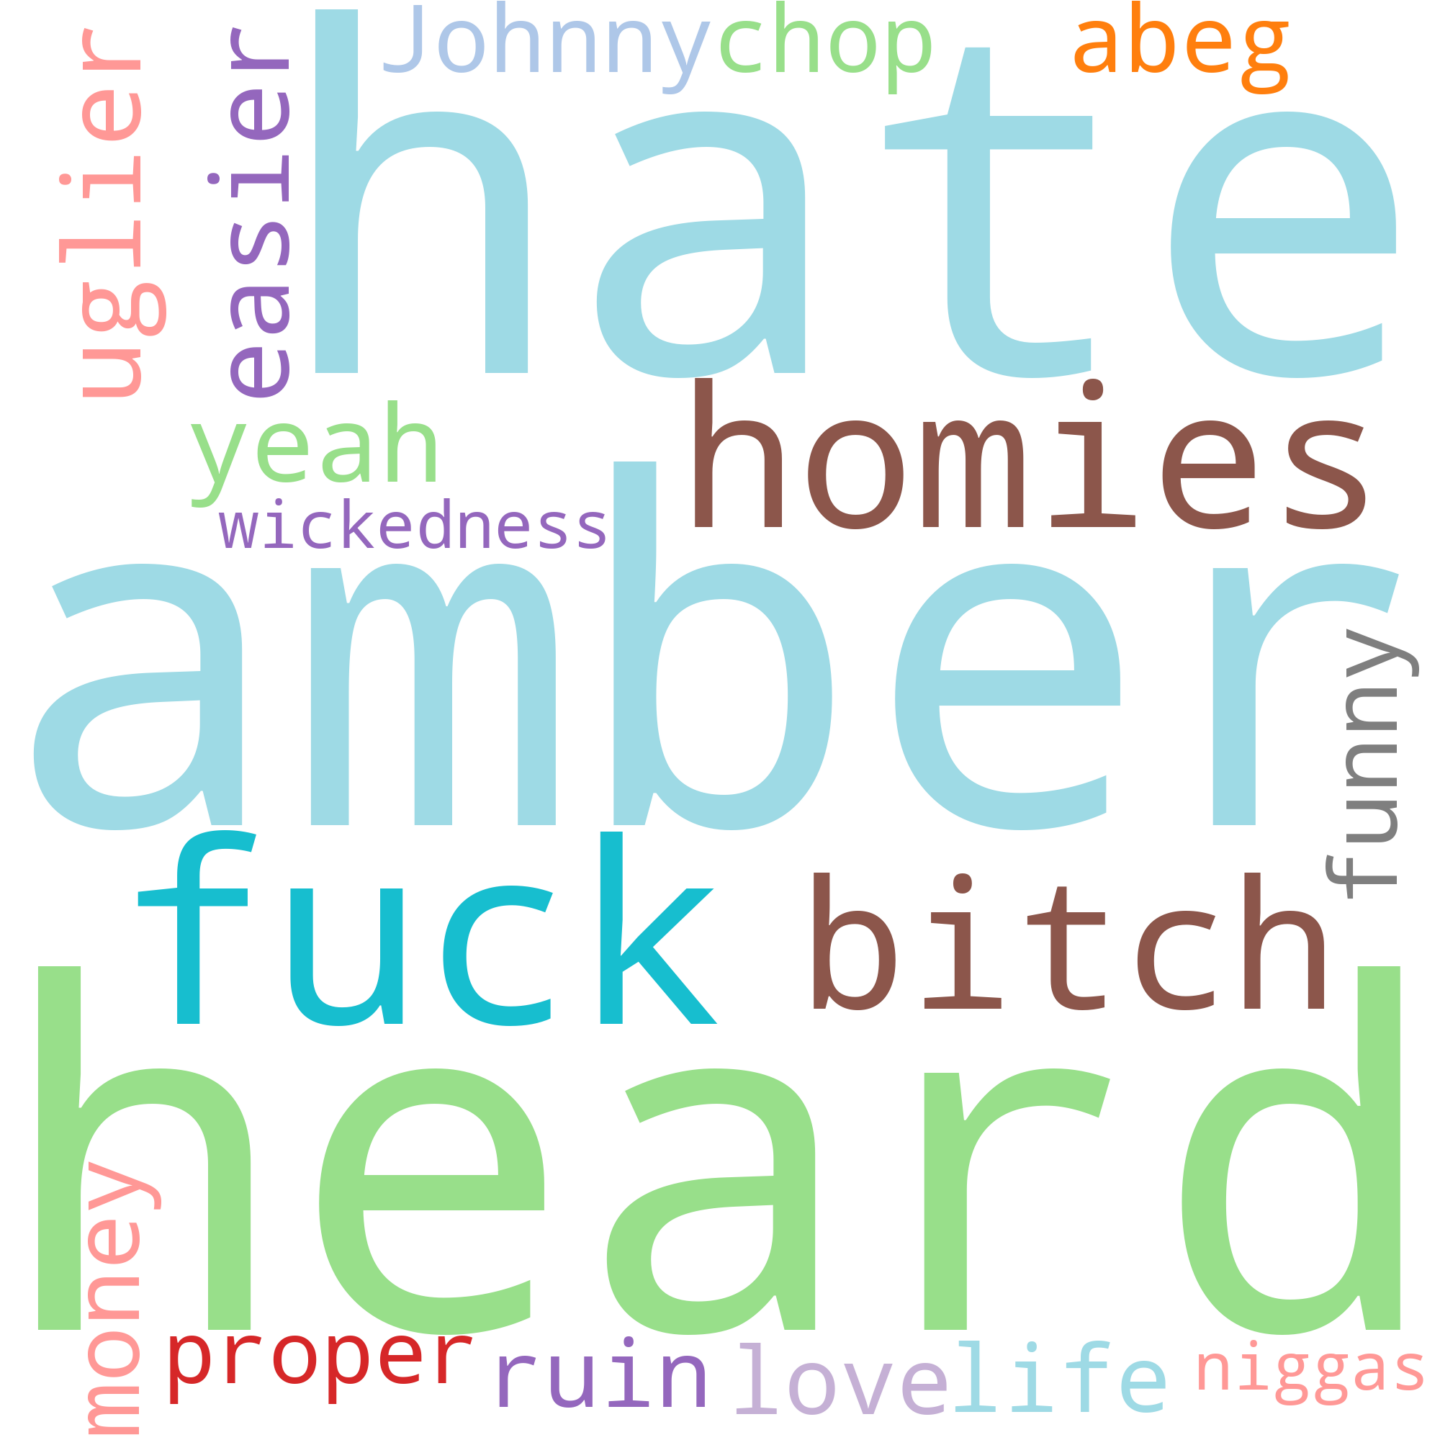 Johnny chop abeg
uglier
easier
hate
homies
yeah
wickedness
amber
funny
fuck
bitch
heard
money
proper ruin love life niggas